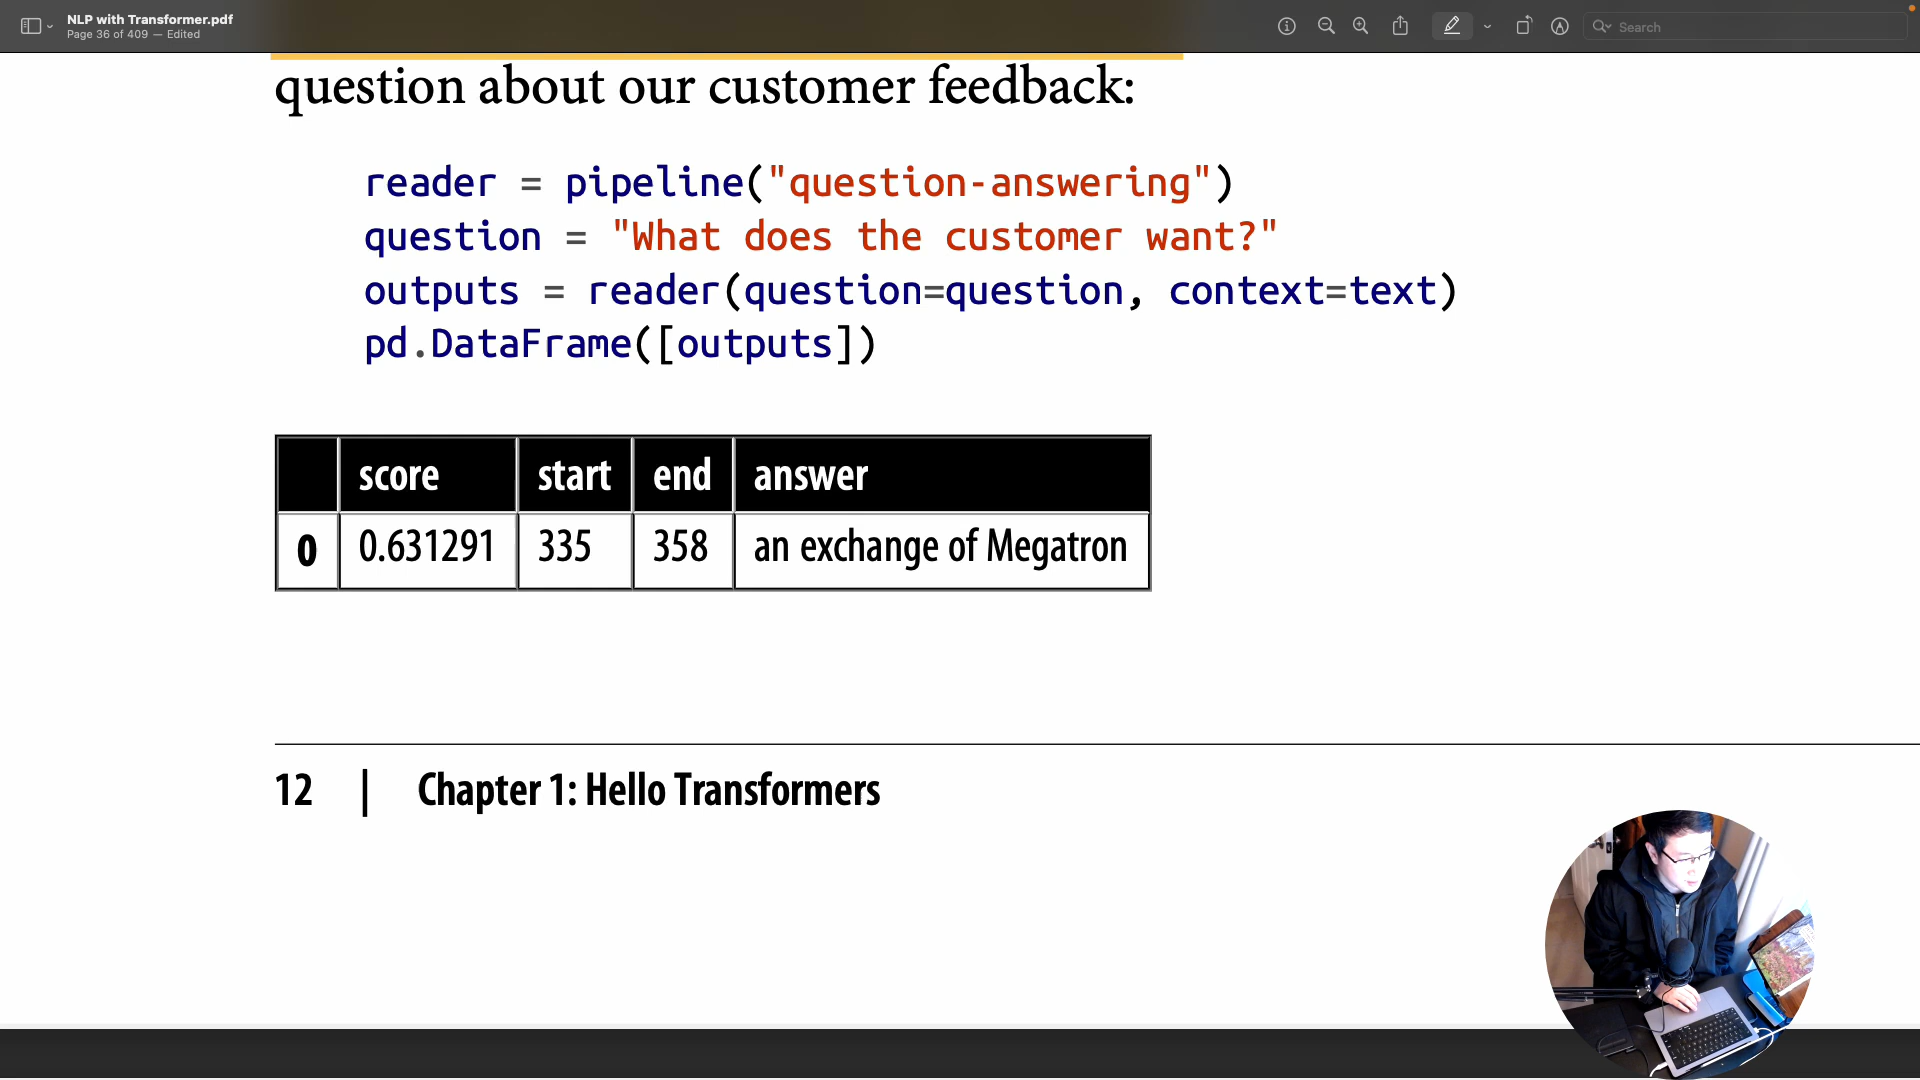 NLP with Transformer.pdf
Page 36 of 409 — Edited
Search
question about our customer feedback:
reader = pipeline("question-answering")
question = "What does the customer want?"
outputs = reader(question=question, context=text)
pd.DataFrame([outputs])
score start end answer
0 0.631291 335 358 an exchange of Megatron
12 | Chapter 1: Hello Transformers